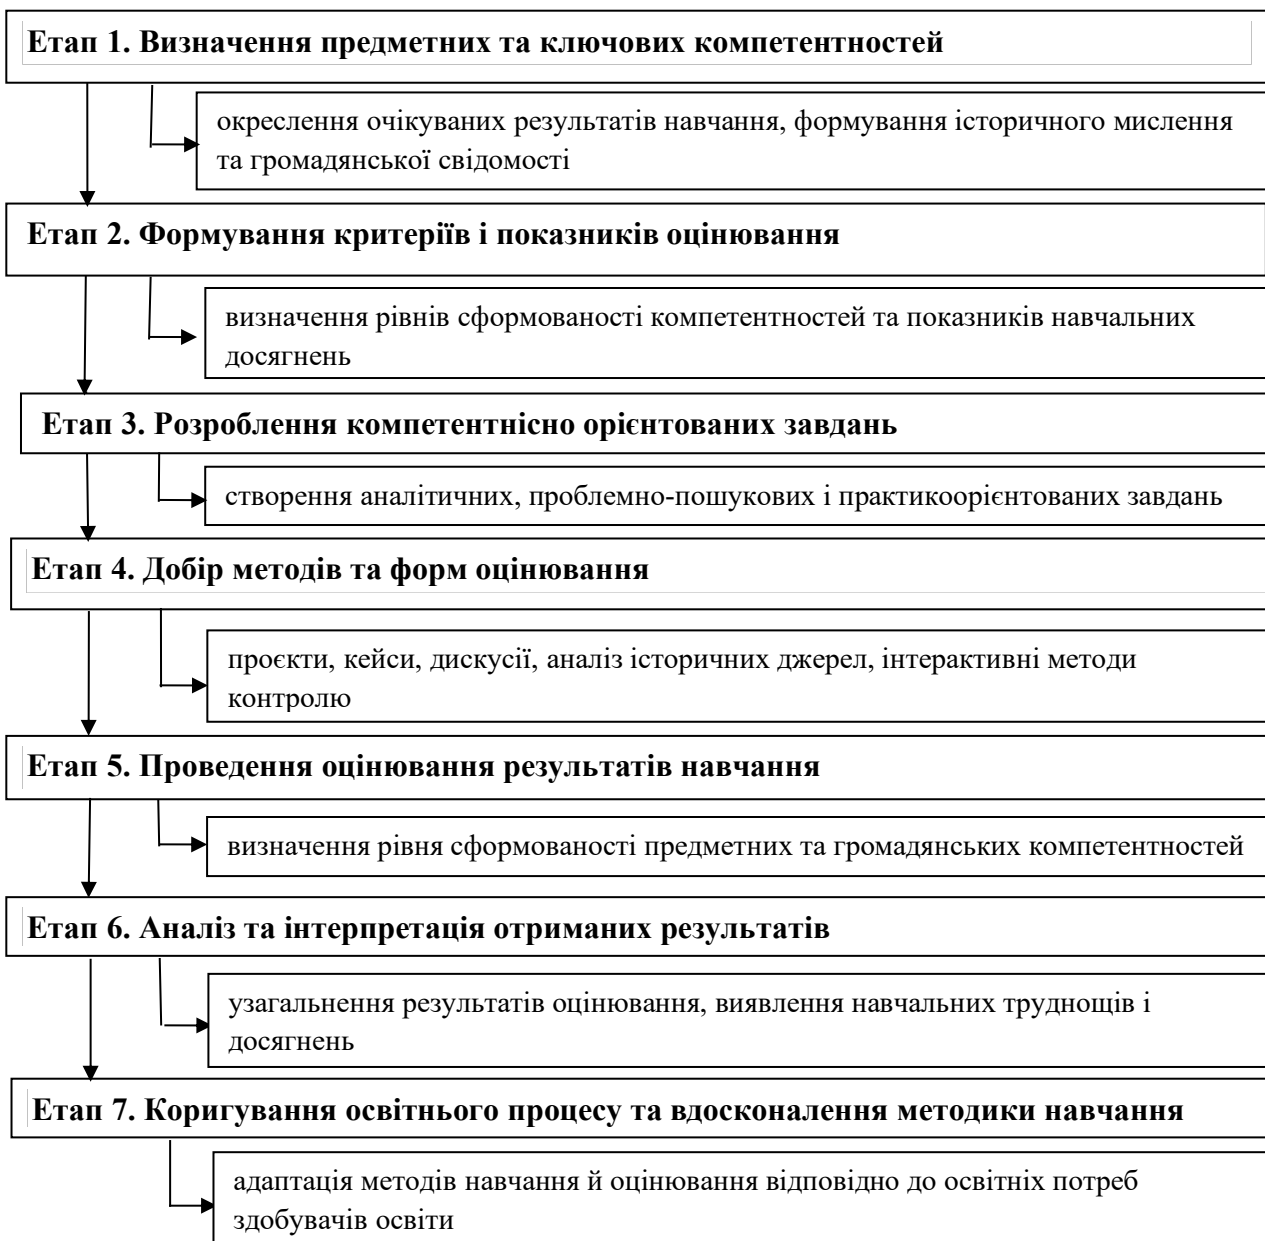 Етап 1. Визначення предметних та ключових компетентностей
окреслення очікуваних результатів навчання, формування історичного мислення
та громадянської свідомості
Етап 2. Формування критеріїв і показників оцінювання
визначення рівнів сформованості компетентностей та показників навчальних
досягнень
Етап 3. Розроблення компетентнісно орієнтованих завдань
створення аналітичних, проблемно-пошукових і практикоорієнтованих завдань
Етап 4. Добір методів та форм оцінювання
проєкти, кейси, дискусії, аналіз історичних джерел, інтерактивні методи
контролю
Етап 5. Проведення оцінювання результатів навчання
визначення рівня сформованості предметних та громадянських компетентностей
Етап 6. Аналіз та інтерпретація отриманих результатів
узагальнення результатів оцінювання, виявлення навчальних труднощів і
досягнень
Етап 7. Коригування освітнього процесу та вдосконалення методики навчання
адаптація методів навчання й оцінювання відповідно до освітніх потреб
здобувачів освіти